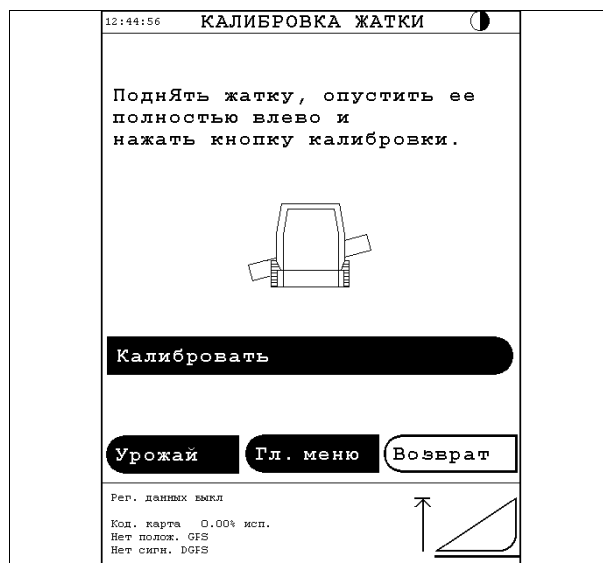 12:44:56 КАЛИБРОВКА ЖАТКИ
ПоднЯть жатку, опустить ее
полностью влево и
нажать кнопку калибровки.
Калибровать
Урожай Гл. меню Возврат
Рег. данных выкл
Код. карта 0.00% исп.
Нет полож. GFS
Нет сигн. DGFS